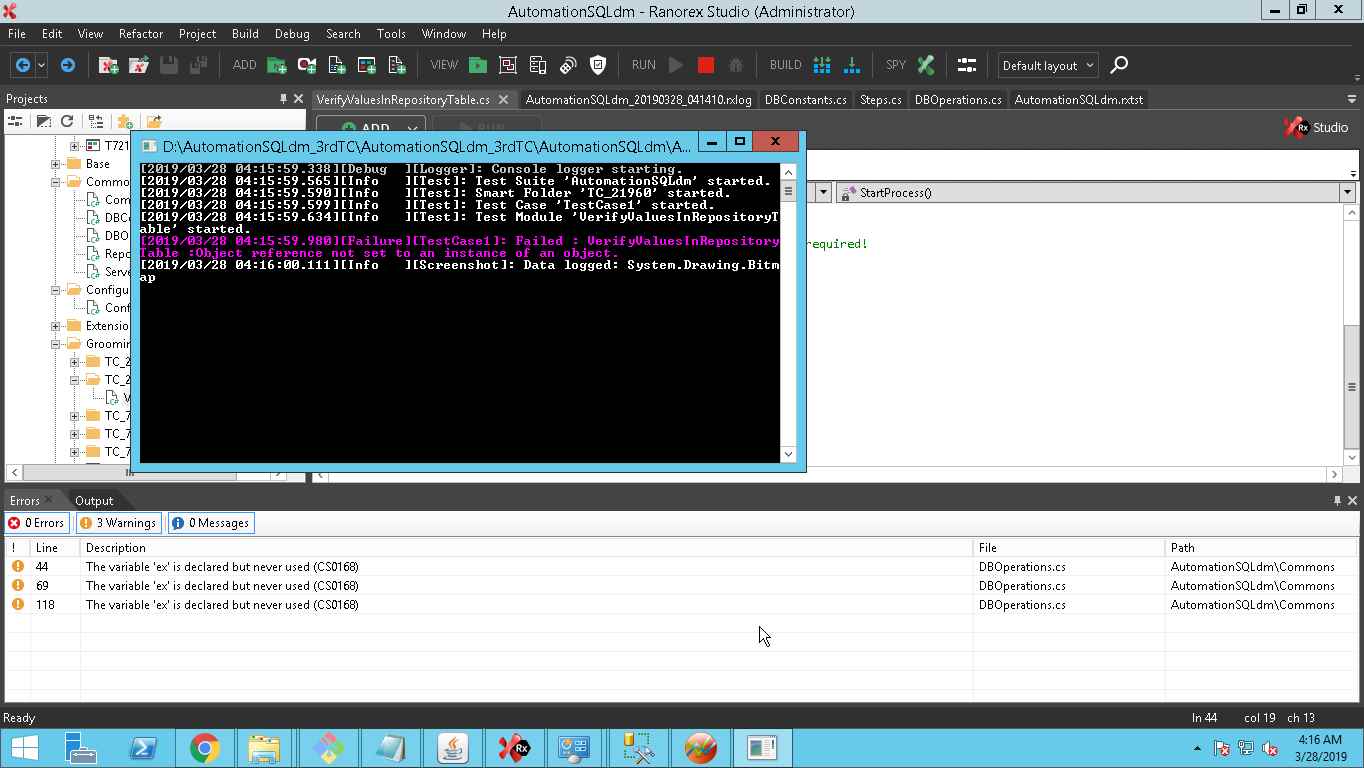 AutomationSQLdm - Ranorex Studio (Administrator)
File Edit View Refactor Project Build Debug Search Tools Window Help
ADD VIEW RUN BUILD SPY Default layout
Projects
VerifyValuesInRepositoryTable.cs AutomationSQLdm_20190328_041410.rxlog DBConstants.cs Steps.cs DBOperations.cs AutomationSQLdm.rxtst
ADD RUN
Rx Studio
D:\AutomationSQLdm_3rdTC\AutomationSQLdm_3rdTC\AutomationSQLdm\A...
[2019/03/28 04:15:59.338][Debug ][Logger]: Console logger starting.
[2019/03/28 04:15:59.565][Info ][Test]: Test Suite 'AutomationSQLdm' started.
[2019/03/28 04:15:59.590][Info ][Test]: Smart Folder 'TC_21960' started.
[2019/03/28 04:15:59.599][Info ][Test]: Test Case 'TestCase1' started.
[2019/03/28 04:15:59.634][Info ][Test]: Test Module 'VerifyValuesInRepositoryT
able' started.
[2019/03/28 04:15:59.980][Failure][TestCase1]: Failed : VerifyValuesInRepository
Table :Object reference not set to an instance of an object.
[2019/03/28 04:16:00.111][Info ][Screenshot]: Data logged: System.Drawing.Bitm
ap
T721
Base
Commo
Com
DBC
DBO
Repo
Serve
Configu
Conf
Extensio
Groomin
TC_2
TC_2
V
TC_7
TC_7
TC_7
StartProcess()
required!
Errors Output
0 Errors 3 Warnings 0 Messages
! Line Description File Path
44 The variable 'ex' is declared but never used (CS0168) DBOperations.cs AutomationSQLdm\Commons
69 The variable 'ex' is declared but never used (CS0168) DBOperations.cs AutomationSQLdm\Commons
118 The variable 'ex' is declared but never used (CS0168) DBOperations.cs AutomationSQLdm\Commons
Ready ln 44 col 19 ch 13
Rx
4:16 AM
3/28/2019